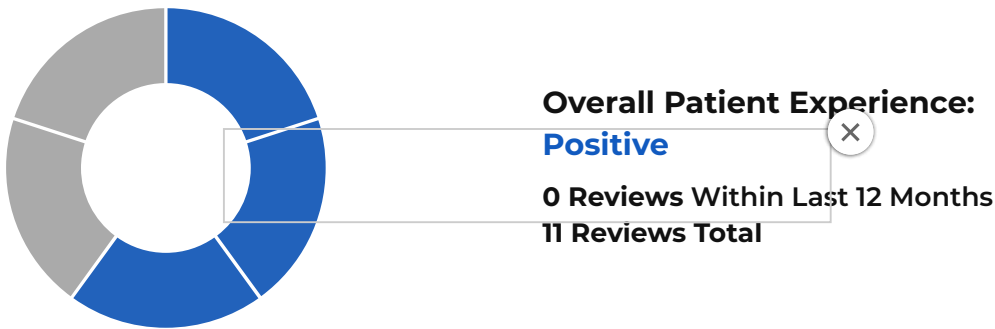 Overall Patient Experience:
Positive
0 Reviews Within Last 12 Months
11 Reviews Total